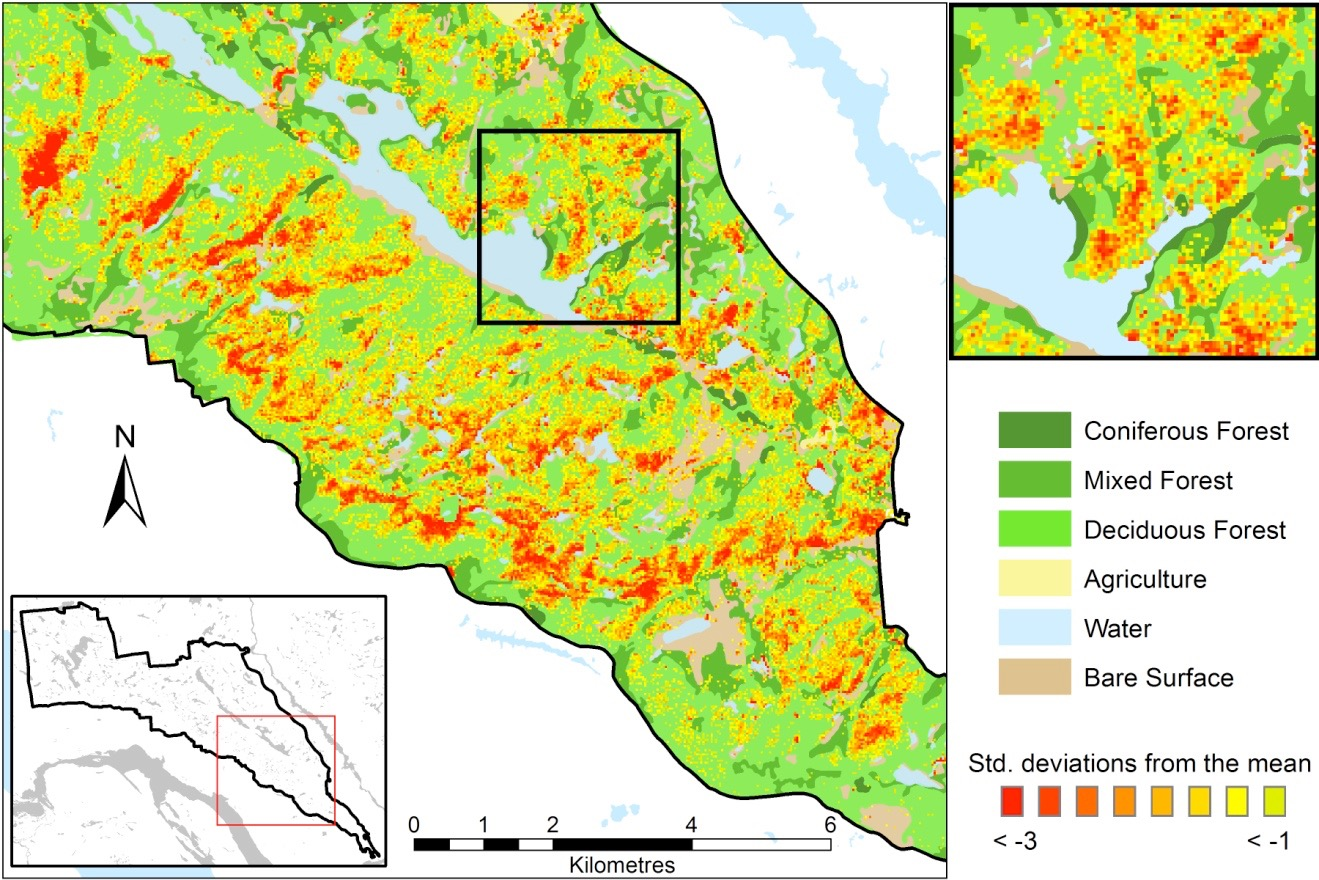 N
0 1 2 4 6
Kilometres
Coniferous Forest
Mixed Forest
Deciduous Forest
Agriculture
Water
Bare Surface
Std. deviations from the mean
< -3 < -1